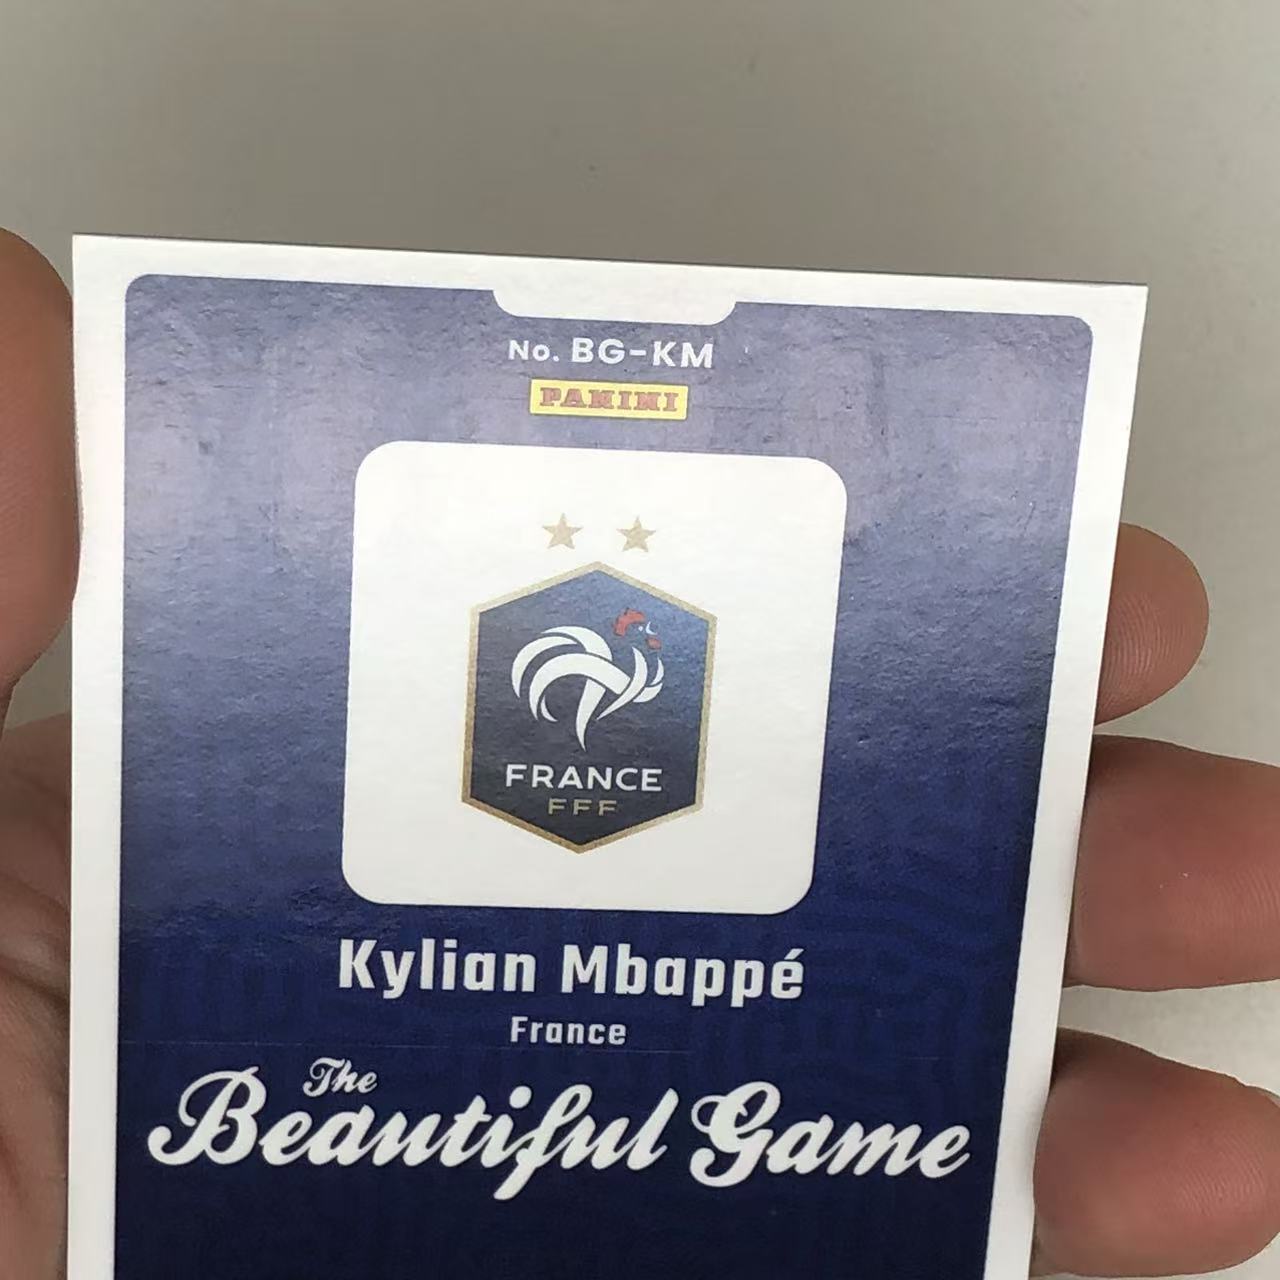 No. BG-KM
PANINI
FRANCE
FFF
Kylian Mbappé
France
The
Beautiful Game